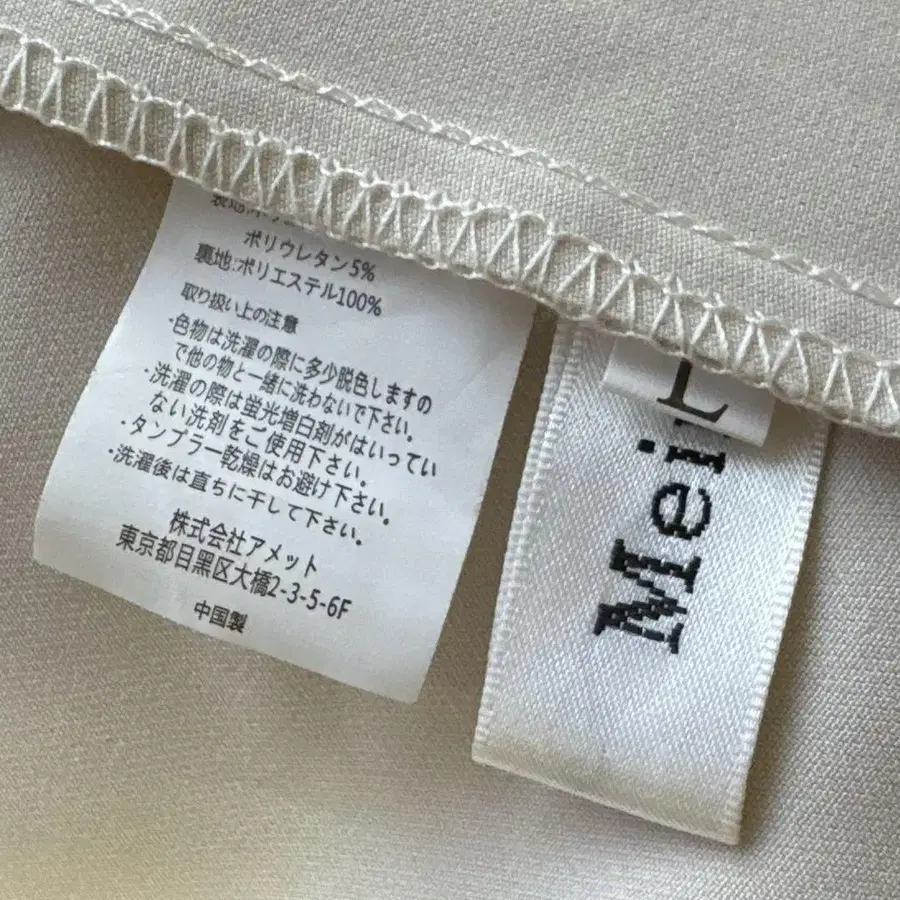 表地:ポリ
ポリウレタン5%
裏地:ポリエステル100%
取り扱い上の注意
・色物は洗濯の際に多少脱色しますの
で他の物と一緒に洗わないで下さい。
・洗濯の際は蛍光増白剤がはいってい
ない洗剤をご使用下さい。
・タンブラー乾燥はお避け下さい。
・洗濯後は直ちに干して下さい。
株式会社アメット
東京都目黒区大橋2-3-5-6F
中国製
L
Mei